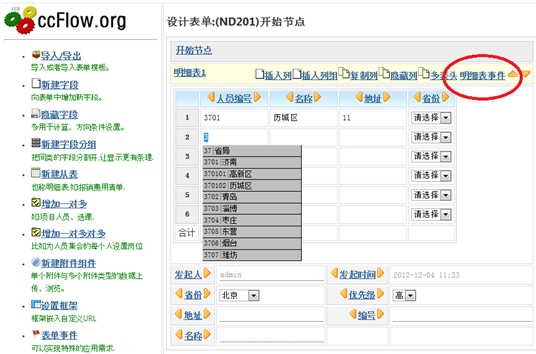 ccFlow.org
导入/导出
导入或者导入表单模板。
新建字段
向表单中增加新字段。
隐藏字段
多用于计算、方向条件设置。
新建字段分组
把同类的字段分割开,让显示更有条理.
新建从表
也称明细表,如报销费用清单.
增加一对多
如:项目人员、选课.
增加一对多对多
比如为人员集合的每个人设置岗位
新建附件组件
单个附件与多个附件类型的数据上
传、浏览。
设置框架
框架嵌入自定义URL
表单事件
可以实现特殊的应用需求.
设计表单:(ND201)开始节点
开始节点
明细表1 插入列 插入列组 复制列 隐藏列 多表头 明细表事件
人员编号 名称 地址 省份
1 3701 历城区 11 请选择
2 3 请选择
3 请选择
4 请选择
5 请选择
6 请选择
合计
37|省局
3701|济南
370101|高新区
370102|历城区
3702|青岛
3703|淄博
3704|枣庄
3705|东营
3706|烟台
3707|潍坊
发起人 admin 发起时间 2012-12-04 11:33
省份 北京 优先级 高
地址 编号
名称